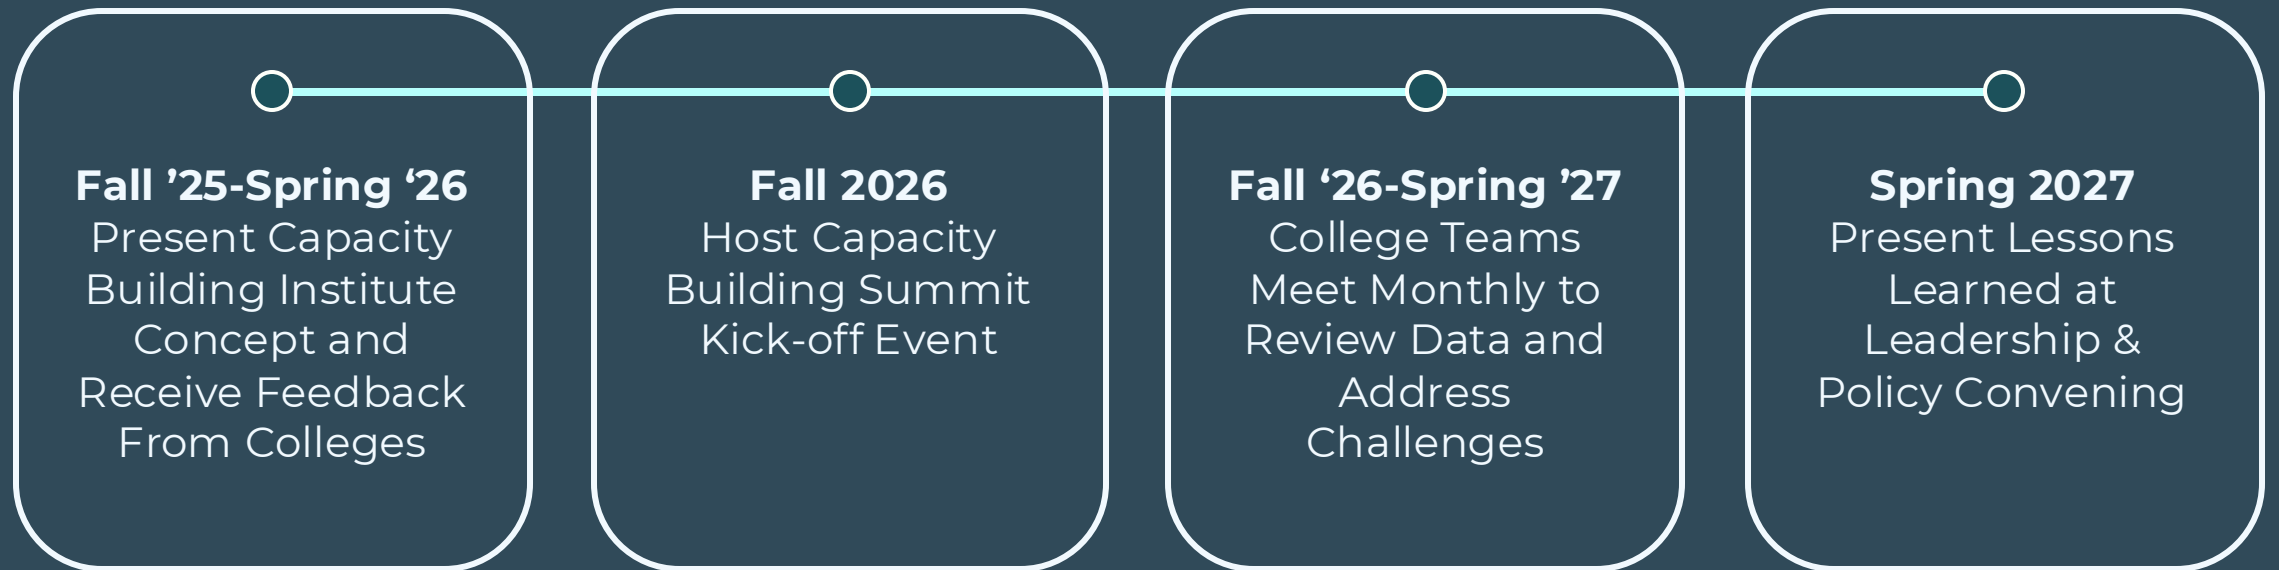 Fall ’25-Spring ‘26
Present Capacity
Building Institute
Concept and
Receive Feedback
From Colleges
Fall 2026
Host Capacity
Building Summit
Kick-off Event
Fall ‘26-Spring ’27
College Teams
Meet Monthly to
Review Data and
Address
Challenges
Spring 2027
Present Lessons
Learned at
Leadership &
Policy Convening